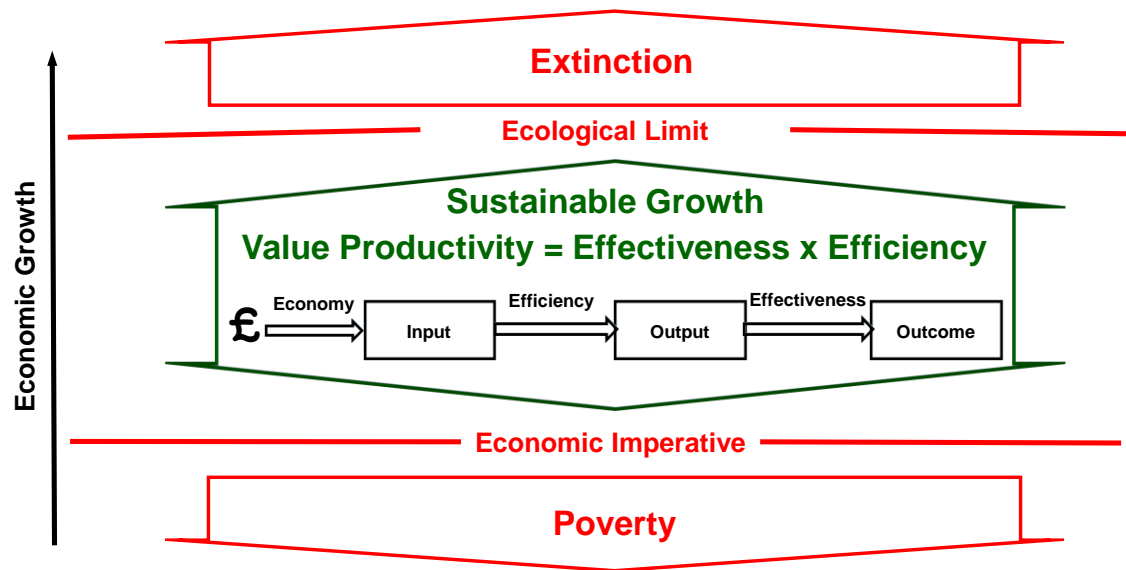 Extinction
Ecological Limit
Economic Growth
Sustainable Growth
Value Productivity = Effectiveness x Efficiency
£
Economy
Input
Efficiency
Output
Effectiveness
Outcome
Economic Imperative
Poverty